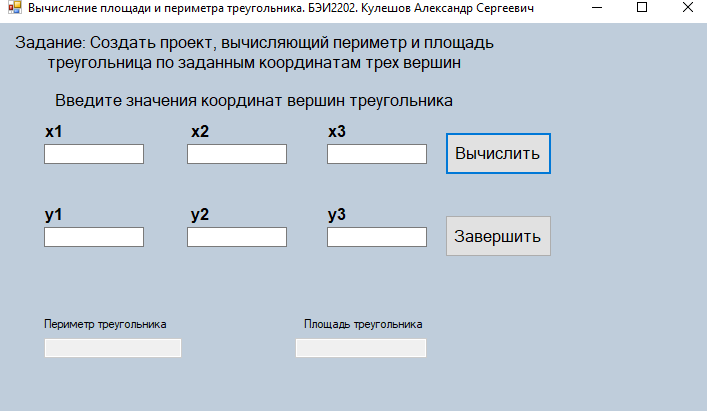 Вычисление площади и периметра треугольника. БЭИ2202. Кулешов Александр Сергеевич
Задание: Создать проект, вычисляющий периметр и площадь
треугольница по заданным координатам трех вершин
Введите значения координат вершин треугольника
x1 x2 x3
Вычислить
y1 y2 y3
Завершить
Периметр треугольника Площадь треугольника